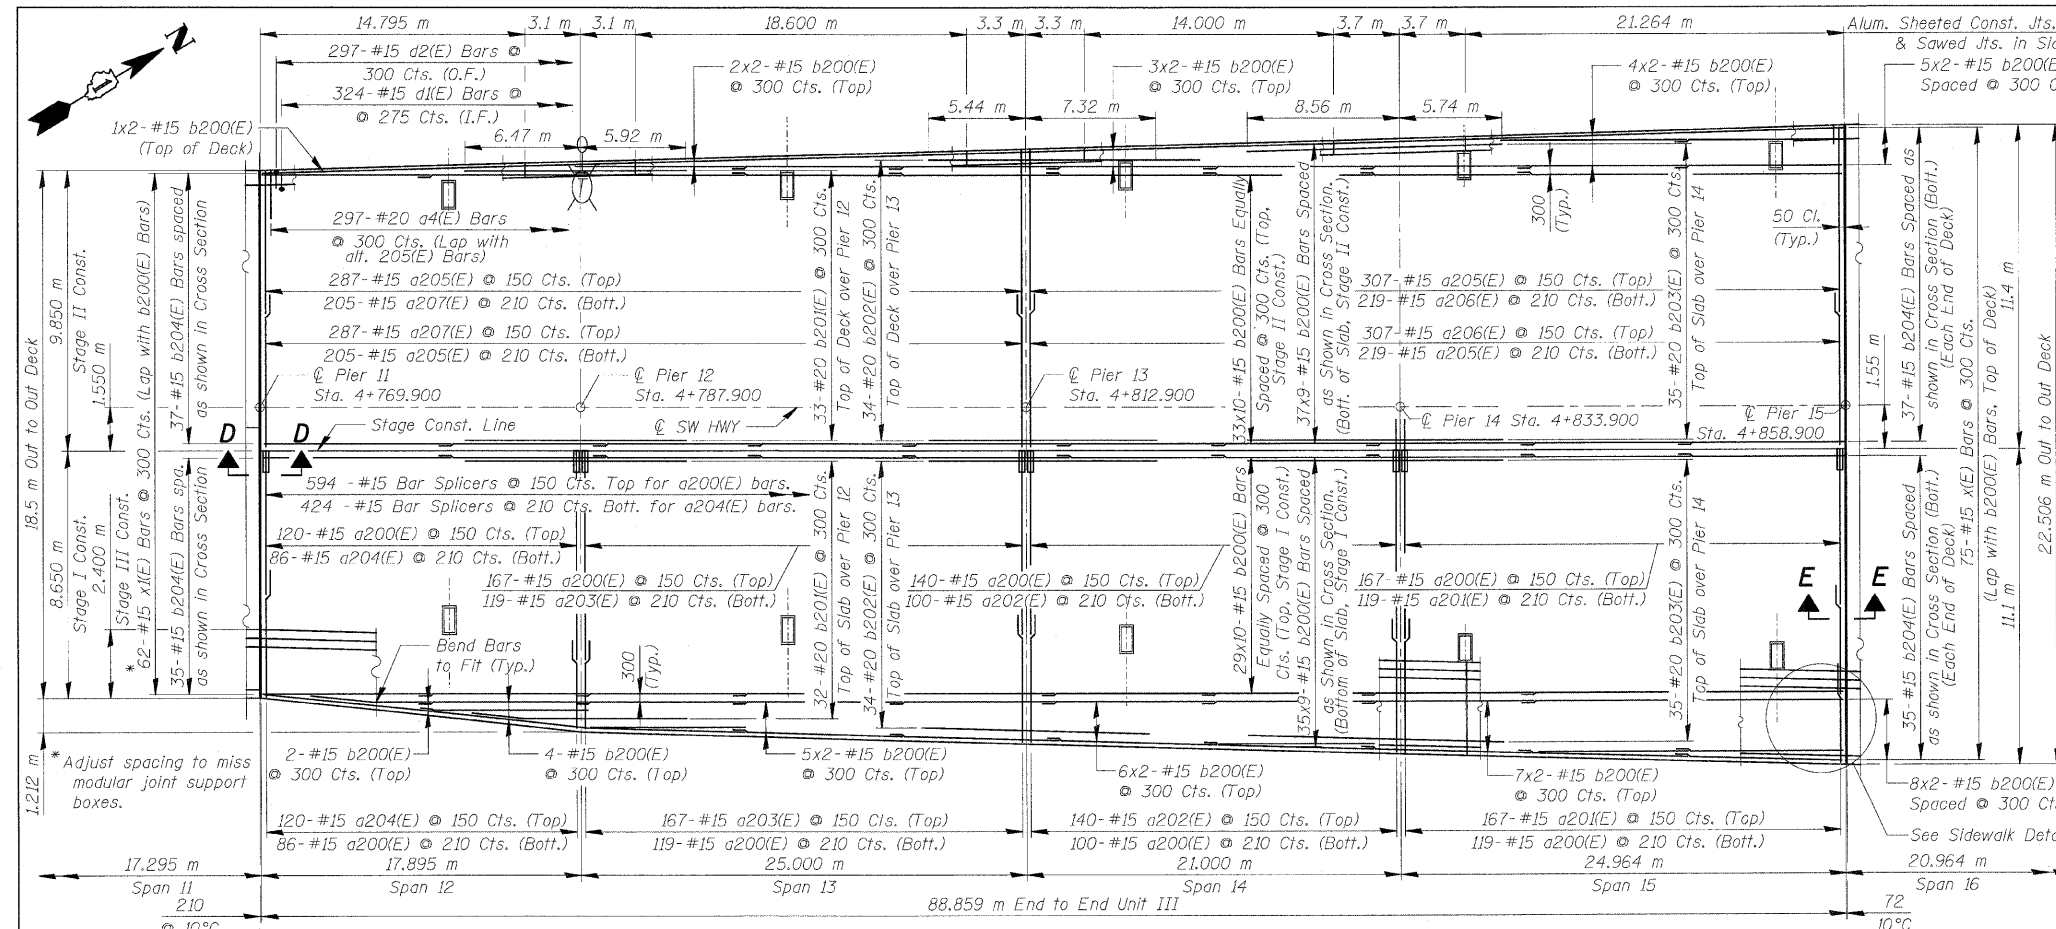 14.795 m
3.1 m
3.1 m
18.600 m
3.3 m
3.3 m
14.000 m
3.7 m
3.7 m
21.264 m
Alum. Sheeted Const. Jts.
& Sawed Jts. in
N
297-#15 d2(E) Bars @
300 Cts. (O.F.)
324-#15 d1(E) Bars @
275 Cts. (I.F.)
2x2-#15 b200(E)
@ 300 Cts. (Top)
3x2-#15 b200(E)
@ 300 Cts. (Top)
4x2-#15 b200(E)
@ 300 Cts. (Top)
5x2-#15 b200(E)
Spaced @ 300
1x2-#15 b200(E)
(Top of Deck)
6.47 m
5.92 m
5.44 m
7.32 m
8.56 m
5.74 m
297-#20 a4(E) Bars
@ 300 Cts. (Lap with
alt. 205(E) Bars)
287-#15 a205(E) @ 150 Cts. (Top)
205-#15 a207(E) @ 210 Cts. (Bott.)
287-#15 a207(E) @ 150 Cts. (Top)
205-#15 a205(E) @ 210 Cts. (Bott.)
307-#15 a205(E) @ 150 Cts. (Top)
219-#15 a206(E) @ 210 Cts. (Bott.)
307-#15 a206(E) @ 150 Cts. (Top)
219-#15 a205(E) @ 210 Cts. (Bott.)
300
(Typ.)
50 Cl.
(Typ.)
18.5 m Out to Out Deck
9.850 m
Stage II Const.
1.550 m
8.650 m
Stage I Const.
2.400 m
Stage III Const.
* 62-#15 x1(E) Bars @ 300 Cts. (Lap with b200(E) Bars)
37-#15 b204(E) Bars spaced
as shown in Cross Section
35-#15 b204(E) Bars spa.
as shown in Cross Section
33-#20 b201(E) @ 300 Cts.
Top of Deck over Pier 12
34-#20 b202(E) @ 300 Cts.
Top of Deck over Pier 13
33x10-#15 b200(E) Bars Equally
Spaced @ 300 Cts. (Top,
Stage II Const.)
37x9-#15 b200(E) Bars Spaced
as Shown in Cross Section.
(Bott. of Slab, Stage II Const.)
35-#20 b203(E) @ 300 Cts.
Top of Slab over Pier 14
37-#15 b204(E) Bars Spaced as
shown in Cross Section (Bott.)
(Each End of Deck)
11.4 m
1.55 m
22.506 m Out to Out Deck
75-#15 x(E) Bars @ 300 Cts.
(Lap with b200(E) Bars, Top of Deck)
℄ Pier 11
Sta. 4+769.900
℄ Pier 12
Sta. 4+787.900
℄ Pier 13
Sta. 4+812.900
℄ Pier 14 Sta. 4+833.900
℄ Pier 15
Sta. 4+858.900
D
D
Stage Const. Line
℄ SW HWY
594 -#15 Bar Splicers @ 150 Cts. Top for a200(E) bars.
424 -#15 Bar Splicers @ 210 Cts. Bott. for a204(E) bars.
120-#15 a200(E) @ 150 Cts. (Top)
86-#15 a204(E) @ 210 Cts. (Bott.)
167-#15 a200(E) @ 150 Cts. (Top)
119-#15 a203(E) @ 210 Cts. (Bott.)
140-#15 a200(E) @ 150 Cts. (Top)
100-#15 a202(E) @ 210 Cts. (Bott.)
167-#15 a200(E) @ 150 Cts. (Top)
119-#15 a201(E) @ 210 Cts. (Bott.)
E
E
32-#20 b201(E) @ 300 Cts.
Top of Slab over Pier 12
34-#20 b202(E) @ 300 Cts.
Top of Slab over Pier 13
29x10-#15 b200(E) Bars
Equally Spaced @ 300
Cts. (Top, Stage I Const.)
35x9-#15 b200(E) Bars Spaced
as Shown in Cross Section.
(Bottom of Slab, Stage I Const.)
35-#20 b203(E) @ 300 Cts.
Top of Slab over Pier 14
35-#15 b204(E) Bars Spaced
as shown in Cross Section (Bott.)
(Each End of Deck)
11.1 m
Bend Bars
to Fit (Typ.)
300
(Typ.)
1.212 m
* Adjust spacing to miss
modular joint support
boxes.
2-#15 b200(E)
@ 300 Cts. (Top)
4-#15 b200(E)
@ 300 Cts. (Top)
5x2-#15 b200(E)
@ 300 Cts. (Top)
6x2-#15 b200(E)
@ 300 Cts. (Top)
7x2-#15 b200(E)
@ 300 Cts. (Top)
8x2-#15 b200(E)
Spaced @ 300
See Sidewalk
120-#15 a204(E) @ 150 Cts. (Top)
86-#15 a200(E) @ 210 Cts. (Bott.)
167-#15 a203(E) @ 150 Cts. (Top)
119-#15 a200(E) @ 210 Cts. (Bott.)
140-#15 a202(E) @ 150 Cts. (Top)
100-#15 a200(E) @ 210 Cts. (Bott.)
167-#15 a201(E) @ 150 Cts. (Top)
119-#15 a200(E) @ 210 Cts. (Bott.)
17.295 m
Span 11
17.895 m
Span 12
25.000 m
Span 13
21.000 m
Span 14
24.964 m
Span 15
20.964 m
Span 16
210
@ 10°C
88.859 m End to End Unit III
72
10°C